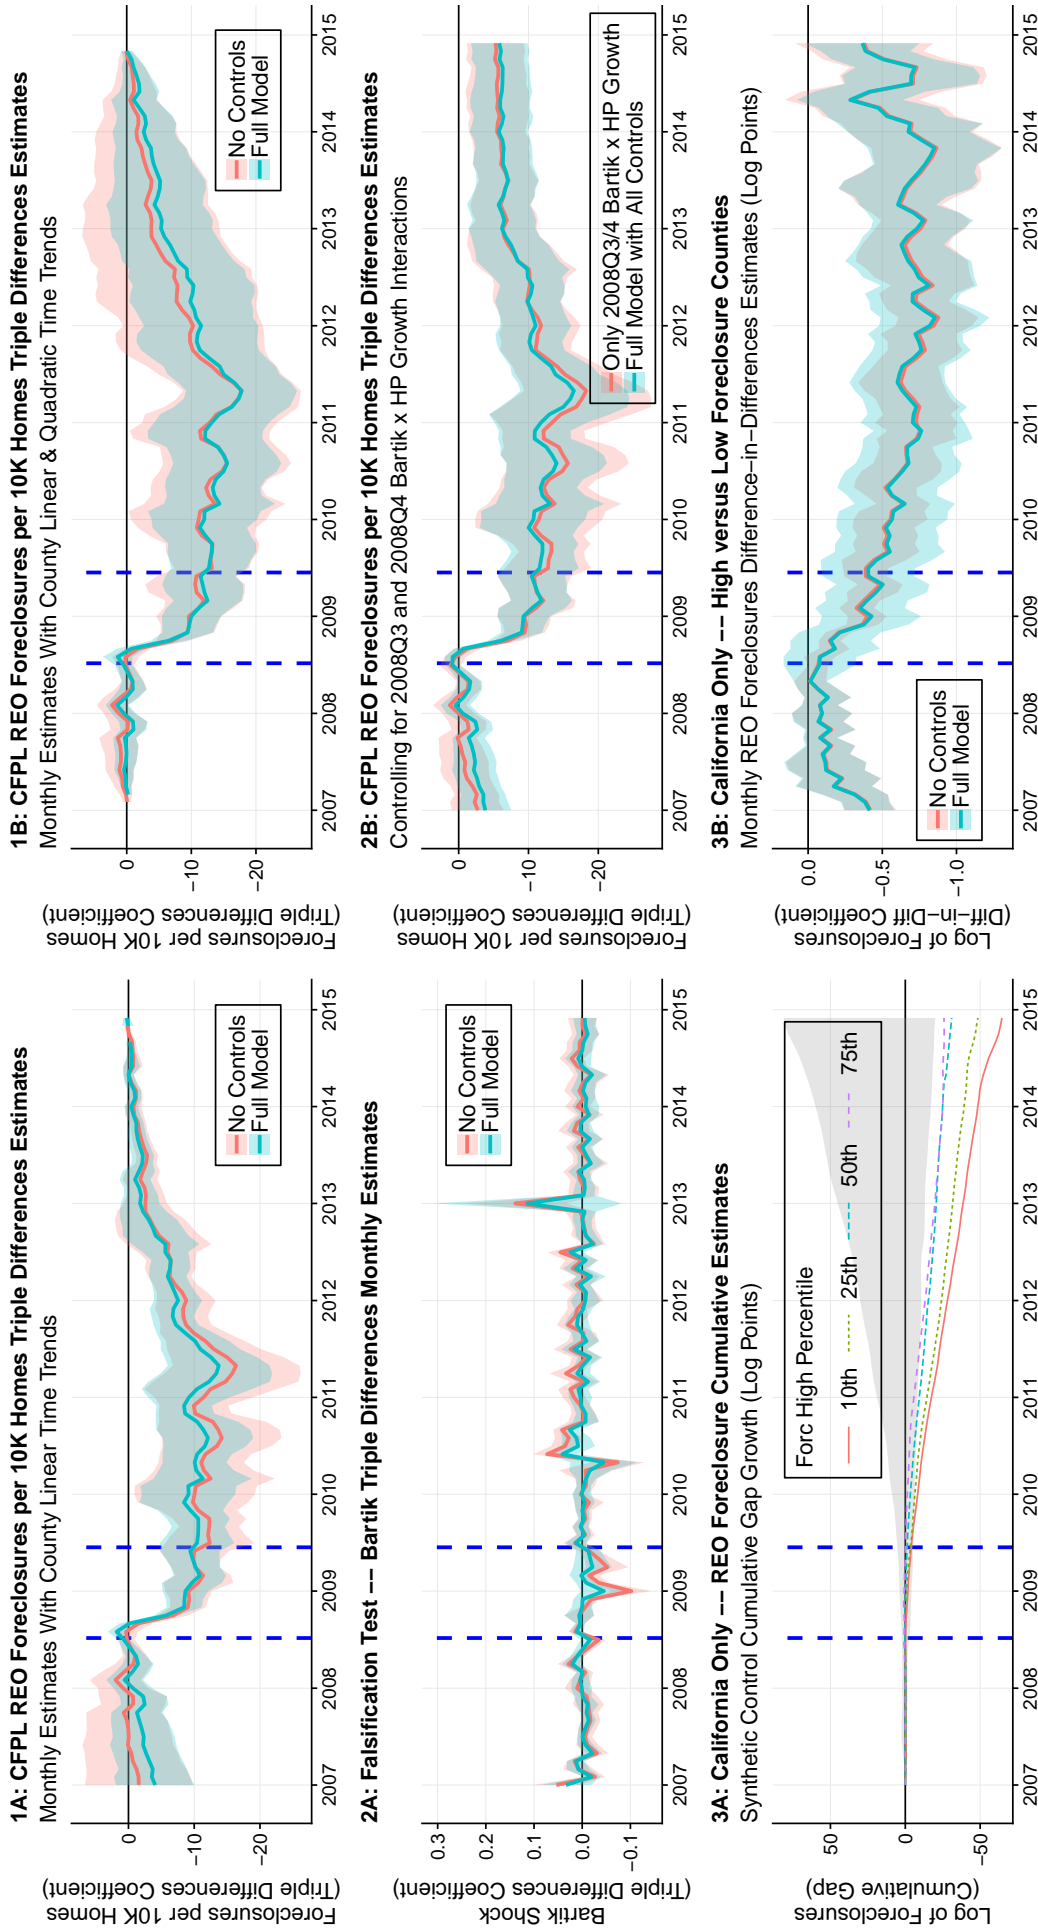 1A: CFPL REO Foreclosures per 10K Homes Triple Differences Estimates
Monthly Estimates With County Linear Time Trends
Foreclosures per 10K Homes
(Triple Differences Coefficient)
0
−10
−20
2007 2008 2009 2010 2011 2012 2013 2014 2015
No Controls
Full Model
1B: CFPL REO Foreclosures per 10K Homes Triple Differences Estimates
Monthly Estimates With County Linear & Quadratic Time Trends
Foreclosures per 10K Homes
(Triple Differences Coefficient)
0
−10
−20
2007 2008 2009 2010 2011 2012 2013 2014 2015
No Controls
Full Model
2A: Falsification Test −− Bartik Triple Differences Monthly Estimates
Bartik Shock
(Triple Differences Coefficient)
0.3
0.2
0.1
0.0
−0.1
2007 2008 2009 2010 2011 2012 2013 2014 2015
No Controls
Full Model
2B: CFPL REO Foreclosures per 10K Homes Triple Differences Estimates
Controlling for 2008Q3 and 2008Q4 Bartik x HP Growth Interactions
Foreclosures per 10K Homes
(Triple Differences Coefficient)
0
−10
−20
2007 2008 2009 2010 2011 2012 2013 2014 2015
Only 2008Q3/4 Bartik x HP Growth
Full Model with All Controls
3A: California Only −− REO Foreclosure Cumulative Estimates
Synthetic Control Cumulative Gap Growth (Log Points)
Log of Foreclosures
(Cumulative Gap)
50
0
−50
2007 2008 2009 2010 2011 2012 2013 2014 2015
Forc High Percentile
10th 25th 50th 75th
3B: California Only −− High versus Low Foreclosure Counties
Monthly REO Foreclosures Difference−in−Differences Estimates (Log Points)
Log of Foreclosures
(Diff−in−Diff Coefficient)
0.0
−0.5
−1.0
2007 2008 2009 2010 2011 2012 2013 2014 2015
No Controls
Full Model